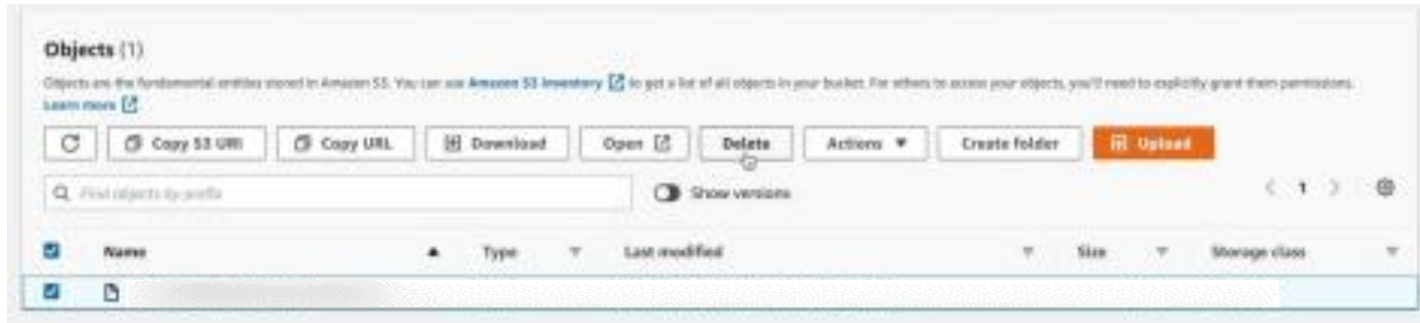 Objects (1)
Objects are the fundamental entities stored in Amazon S3. You can use Amazon S3 Inventory to get a list of all objects in your bucket. For others to access your objects, you'll need to explicitly grant them permissions.
Learn more
Copy S3 URI Copy URL Download Open Delete Actions Create folder Upload
Find objects by prefix Show versions 1
Name Type Last modified Size Storage class